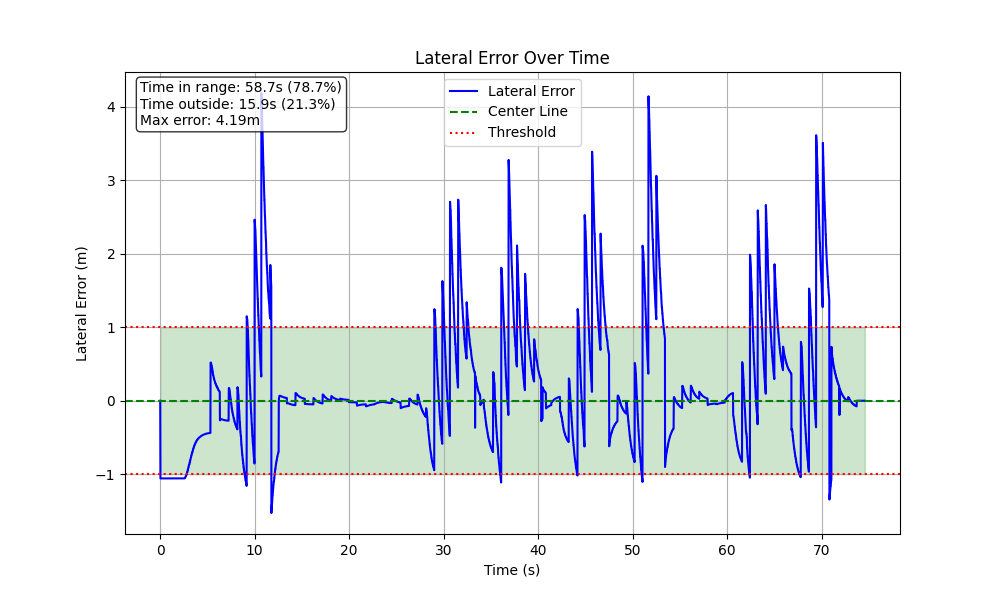 Lateral Error Over Time
Time in range: 58.7s (78.7%)
Time outside: 15.9s (21.3%)
Max error: 4.19m
Lateral Error
Center Line
Threshold
4
3
2
1
0
−1
Lateral Error (m)
0 10 20 30 40 50 60 70
Time (s)